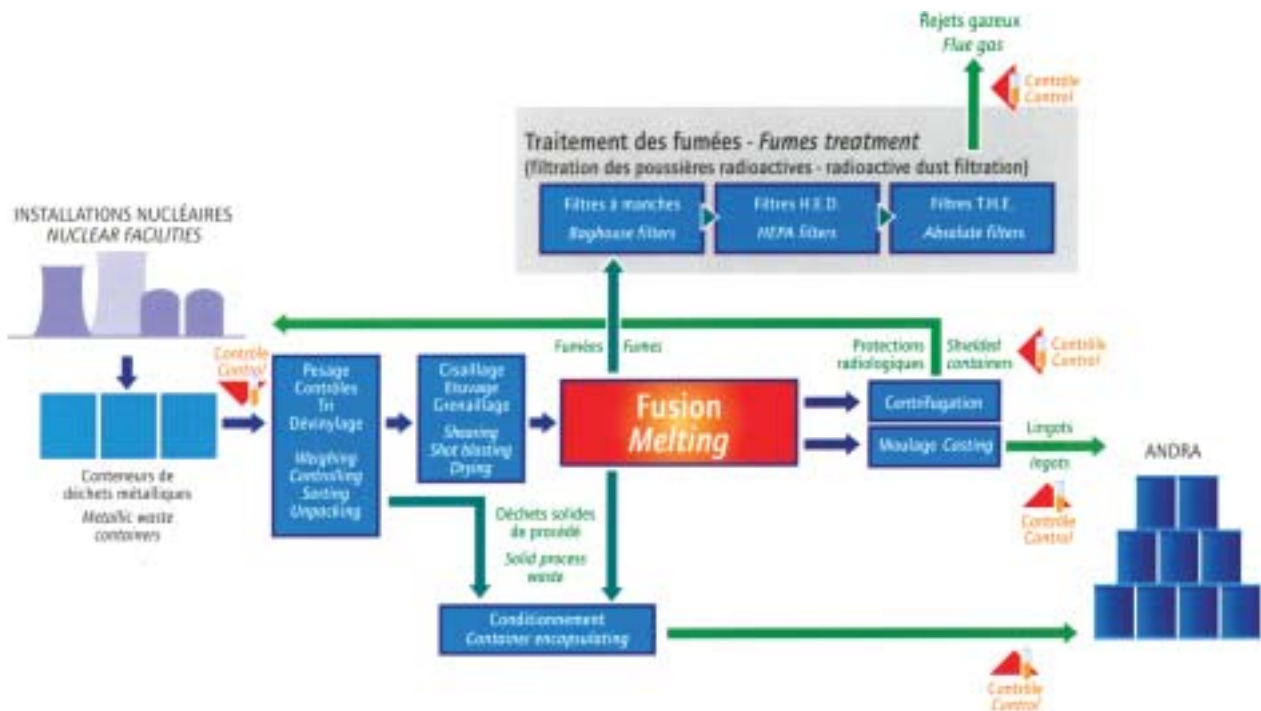 Rejets gazeux
Flue gas
Contrôle
Control
Traitement des fumées - Fumes treatment
(filtration des poussières radioactives - radioactive dust filtration)
Filtres à manches
Baghouse filters
Filtres H.E.D.
HEPA filters
Filtres T.H.E.
Absolute filters
INSTALLATIONS NUCLÉAIRES
NUCLEAR FACILITIES
Fumées
Fumes
Protections
radiologiques
Shielded
containers
Contrôle
Control
Contrôle
Control
Pesage
Contrôles
Tri
Dévinylage
Weighing
Controlling
Sorting
Unpacking
Cisaillage
Etuvage
Grenaillage
Shearing
Shot blasting
Drying
Fusion
Melting
Centrifugation
Moulage Casting
Lingots
Ingots
Contrôle
Control
ANDRA
Conteneurs de
déchets métalliques
Metallic waste
containers
Déchets solides
de procédé
Solid process
waste
Conditionnement
Container encapsulating
Contrôle
Control